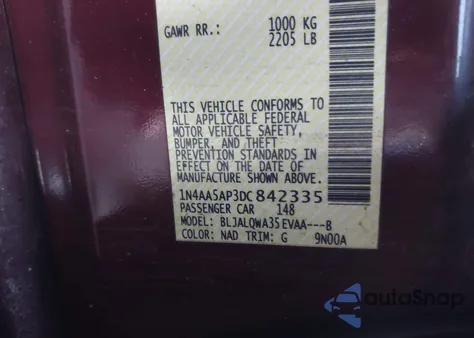 GAWR RR.: 1000 KG
2205 LB
THIS VEHICLE CONFORMS TO
ALL APPLICABLE FEDERAL
MOTOR VEHICLE SAFETY,
BUMPER, AND THEFT
PREVENTION STANDARDS IN
EFFECT ON THE DATE OF
MANUFACTURE SHOWN ABOVE.
1N4AA5AP3DC842335
PASSENGER CAR 148
MODEL: BLJALQWA35EVAA---B
COLOR: NAD TRIM: G 9N00A
autoSnap